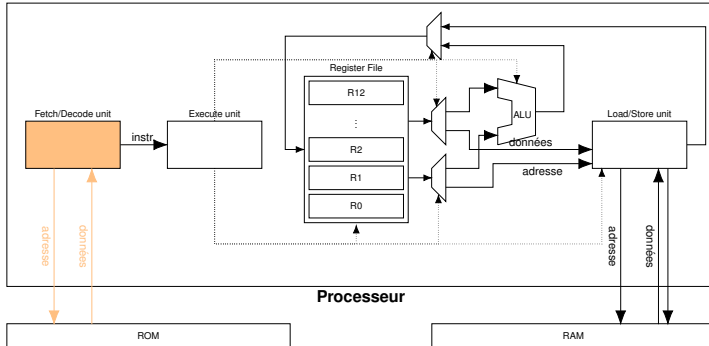 Register File
R12
⋮
R2
R1
R0
Fetch/Decode unit
Execute unit
instr.
ALU
Load/Store unit
données
adresse
adresse
données
adresse
données
Processeur
ROM
RAM